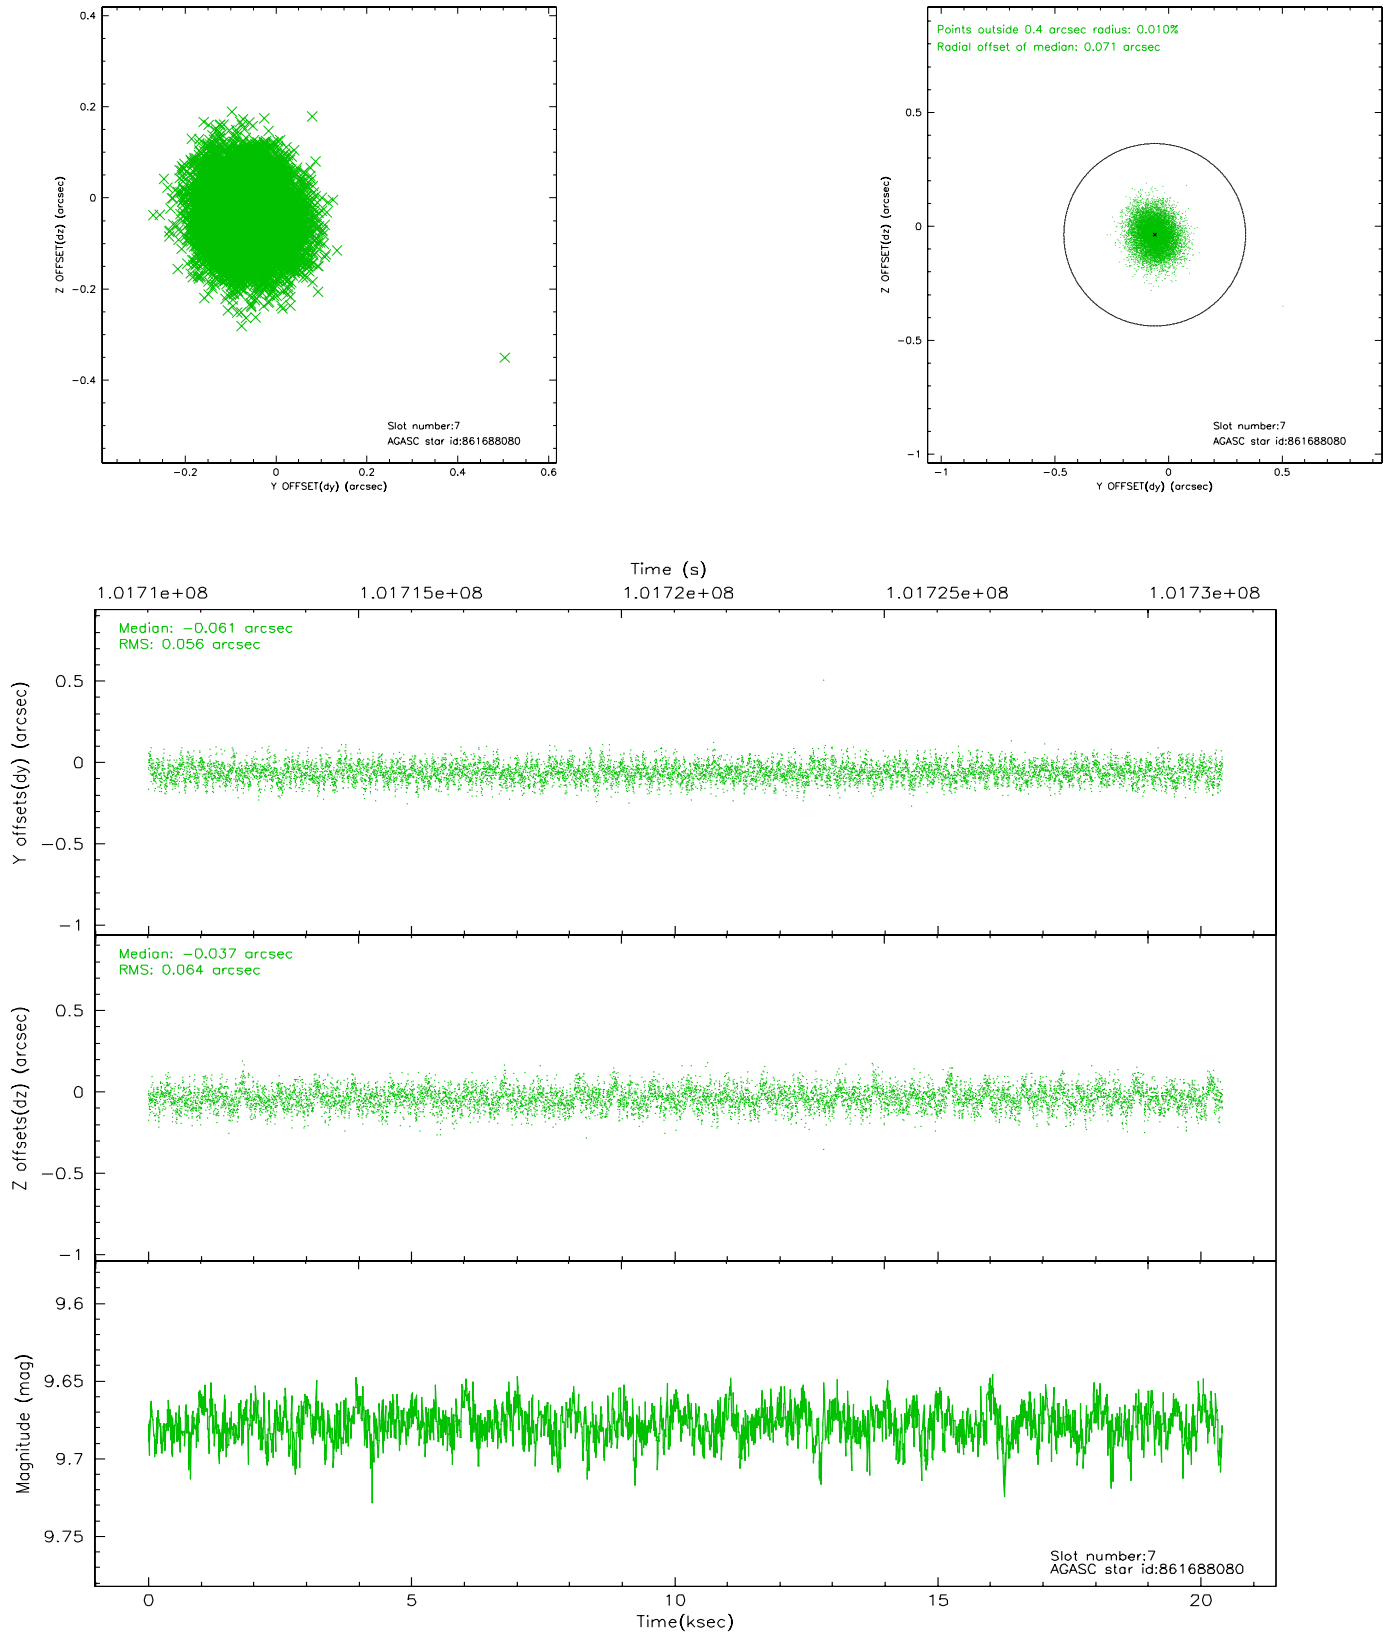 0.4
0.2
0
−0.2
−0.4
Z OFFSET(dz) (arcsec)
−0.2
0
0.2
0.4
0.6
Y OFFSET(dy) (arcsec)
Slot number:7
AGASC star id:861688080
Points outside 0.4 arcsec radius: 0.010%
Radial offset of median: 0.071 arcsec
0.5
0
−0.5
−1
Z OFFSET(dz) (arcsec)
−1
−0.5
0
0.5
Y OFFSET(dy) (arcsec)
Slot number:7
AGASC star id:861688080
Time (s)
1.0171e+08
1.01715e+08
1.0172e+08
1.01725e+08
1.0173e+08
Median: −0.061 arcsec
RMS: 0.056 arcsec
0.5
0
−0.5
−1
Y offsets(dy) (arcsec)
Median: −0.037 arcsec
RMS: 0.064 arcsec
0.5
0
−0.5
−1
Z offsets(dz) (arcsec)
9.6
9.65
9.7
9.75
Magnitude (mag)
Slot number:7
AGASC star id:861688080
0
5
10
15
20
Time(ksec)